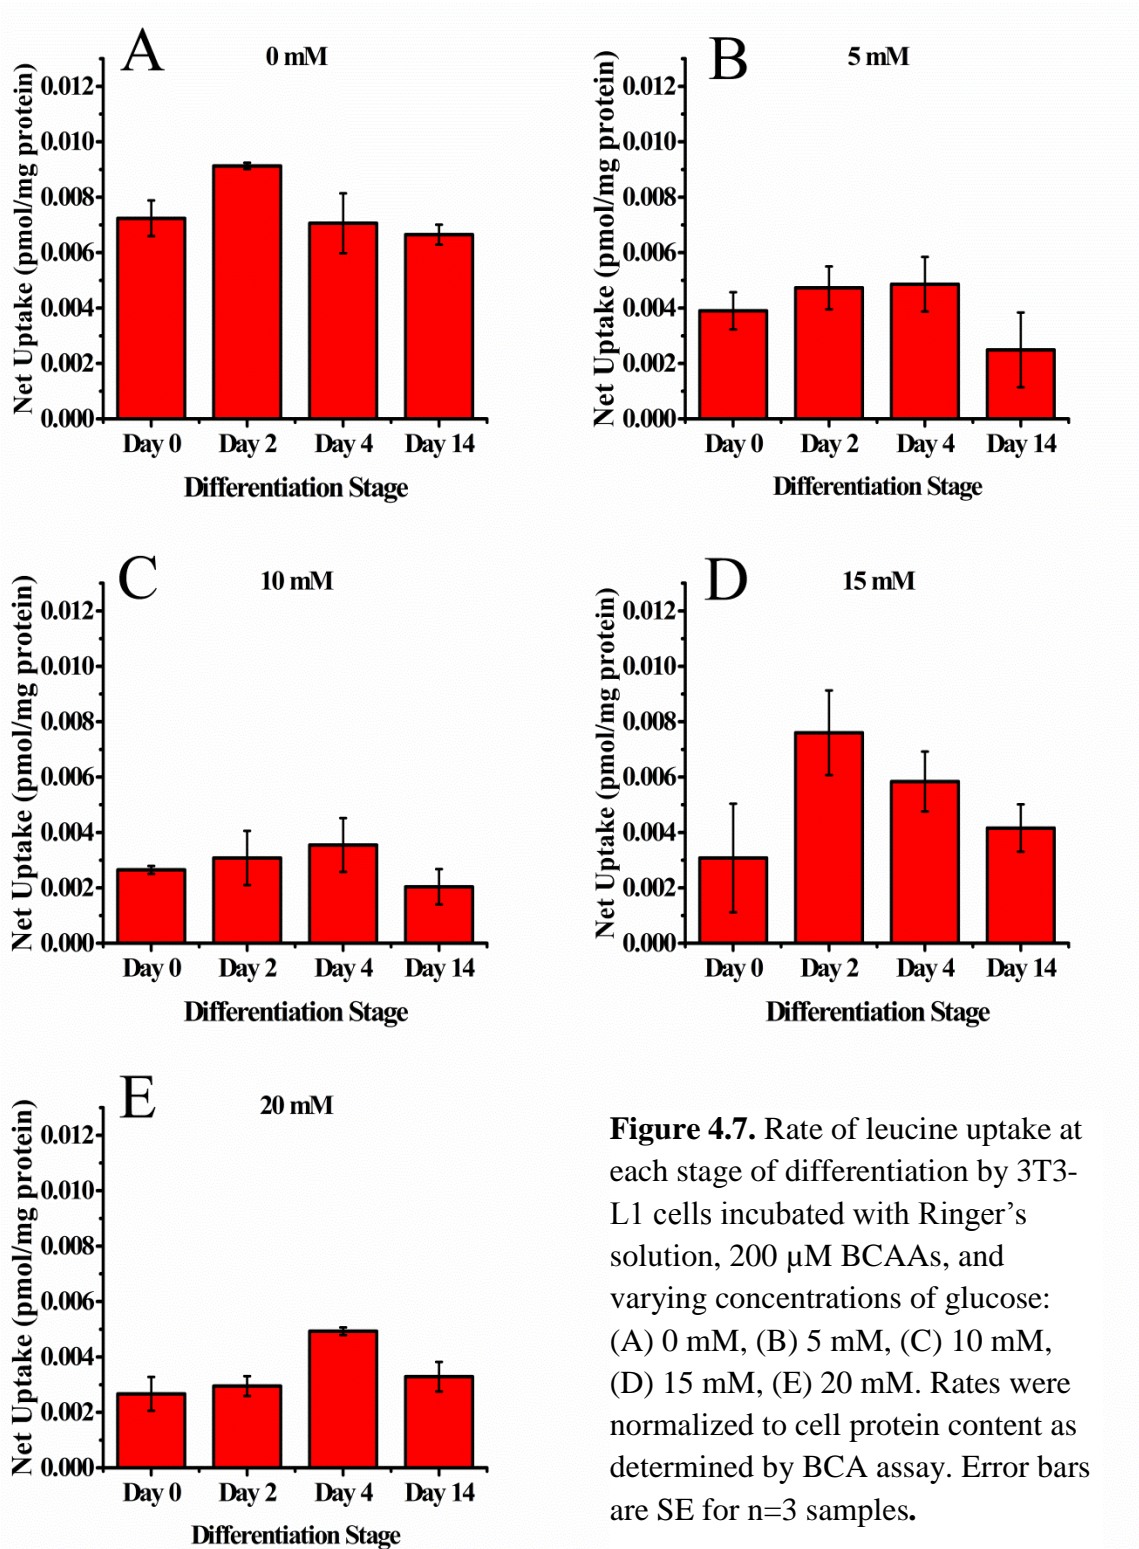 A
0 mM
Net Uptake (pmol/mg protein)
0.012
0.010
0.008
0.006
0.004
0.002
0.000
Day 0 Day 2 Day 4 Day 14
Differentiation Stage
B
5 mM
Net Uptake (pmol/mg protein)
0.012
0.010
0.008
0.006
0.004
0.002
0.000
Day 0 Day 2 Day 4 Day 14
Differentiation Stage
C
10 mM
Net Uptake (pmol/mg protein)
0.012
0.010
0.008
0.006
0.004
0.002
0.000
Day 0 Day 2 Day 4 Day 14
Differentiation Stage
D
15 mM
Net Uptake (pmol/mg protein)
0.012
0.010
0.008
0.006
0.004
0.002
0.000
Day 0 Day 2 Day 4 Day 14
Differentiation Stage
E
20 mM
Net Uptake (pmol/mg protein)
0.012
0.010
0.008
0.006
0.004
0.002
0.000
Day 0 Day 2 Day 4 Day 14
Differentiation Stage
Figure 4.7. Rate of leucine uptake at
each stage of differentiation by 3T3-
L1 cells incubated with Ringer's
solution, 200 µM BCAAs, and
varying concentrations of glucose:
(A) 0 mM, (B) 5 mM, (C) 10 mM,
(D) 15 mM, (E) 20 mM. Rates were
normalized to cell protein content as
determined by BCA assay. Error bars
are SE for n=3 samples.